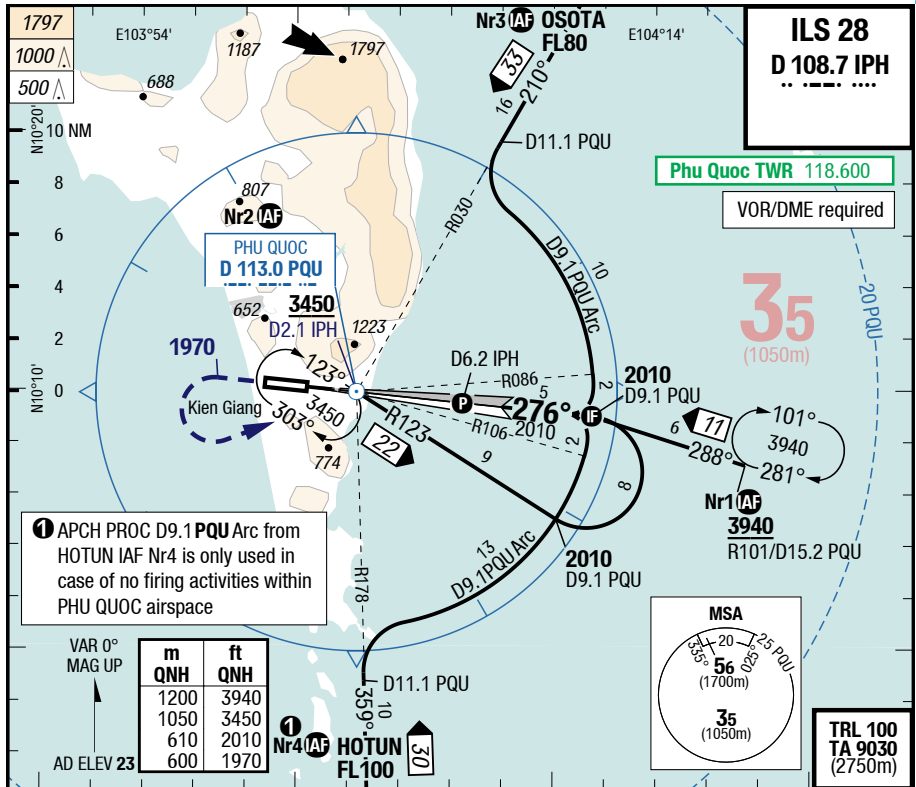 1797
1000
500
E103°54'
1187
1797
688
Nr3 IAF OSOTA
FL80
E104°14'
ILS 28
D 108.7 IPH
33
210°
16
N10°20'
10 NM
D11.1 PQU
Phu Quoc TWR 118.600
VOR/DME required
8
807
Nr2 IAF
R030
6
PHU QUOC
D 113.0 PQU
D9.1 PQU Arc
10
4
3450
D2.1 IPH
652
1223
2
35
(1050m)
20 PQU
1970
123°
D6.2 IPH
R086
5
2
2010
D9.1 PQU
N10°10'
0
Kien Giang
3450
303°
P
276°
IF
R123
R106
2010
2
6
11
288°
101°
3940
281°
22
9
774
8
Nr1 IAF
3940
R101/D15.2 PQU
1 APCH PROC D9.1 PQU Arc from
HOTUN IAF Nr4 is only used in
case of no firing activities within
PHU QUOC airspace
13
D9.1PQU Arc
2010
D9.1 PQU
R178
MSA
20
25 PQU
335°
025°
56
(1700m)
35
(1050m)
VAR 0°
MAG UP
AD ELEV 23
m ft
QNH QNH
1200 3940
1050 3450
610 2010
600 1970
D11.1 PQU
359°
10
1
Nr4 IAF HOTUN
FL100
30
TRL 100
TA 9030
(2750m)